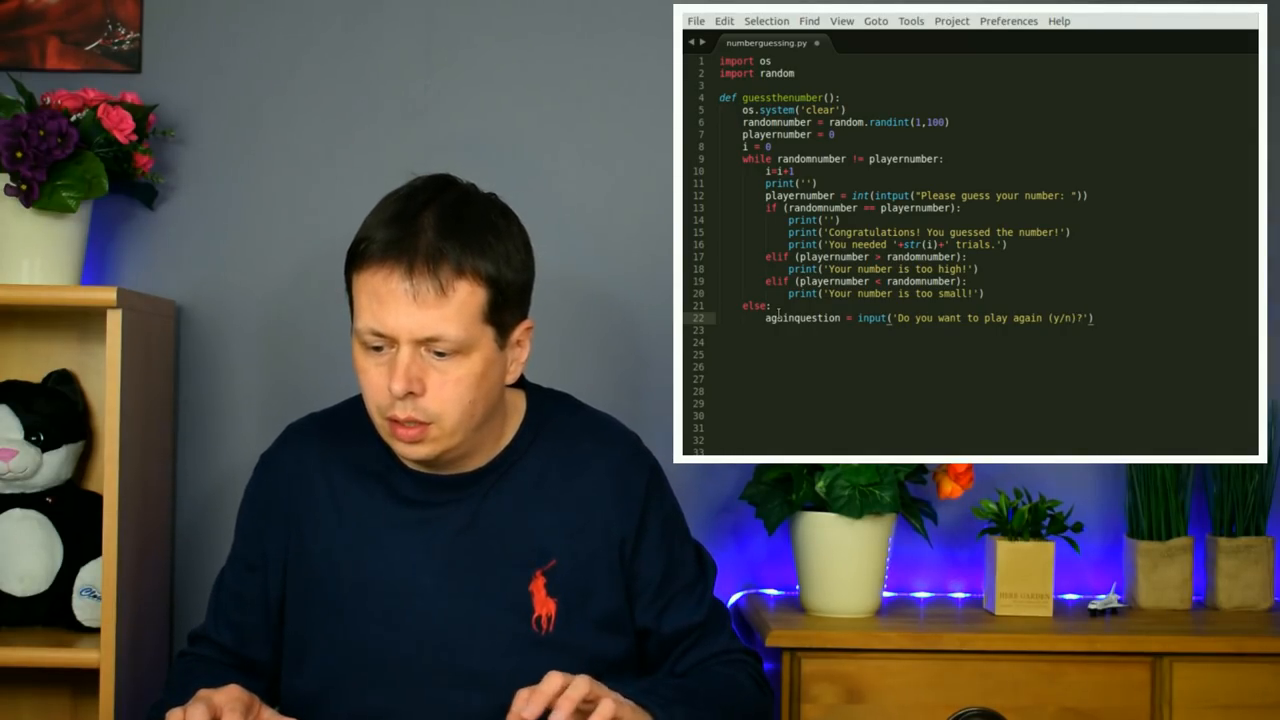 File Edit Selection Find View Goto Tools Project Preferences Help
numberguessing.py
1 import os
2 import random
3
4 def guessthenumber():
5 os.system('clear')
6 randomnumber = random.randint(1,100)
7 playernumber = 0
8 i = 0
9 while randomnumber != playernumber:
10 i=i+1
11 print('')
12 playernumber = int(intput("Please guess your number: "))
13 if (randomnumber == playernumber):
14 print('')
15 print('Congratulations! You guessed the number!')
16 print('You needed '+str(i)+' trials.')
17 elif (playernumber > randomnumber):
18 print('Your number is too high!')
19 elif (playernumber < randomnumber):
20 print('Your number is too small!')
21 else:
22 againquestion = input('Do you want to play again (y/n)?')
23
24
25
26
27
28
29
30
31
32
33
HERB GARDEN